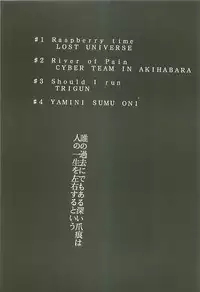 #1 Raspberry time
LOST UNIVERSE
#2 River of Pain
CYBER TEAM IN AKIHABARA
#3 Should I run
TRIGUN
#4 YAMINI SUMU ONI
誰の過去にでもある深い爪痕は
人の一生を左右するという